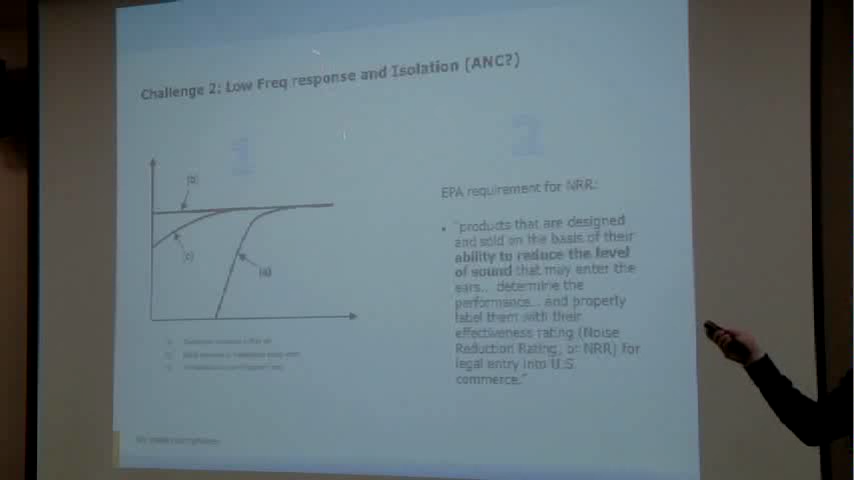 Challenge 2: Low Freq response and Isolation (ANC?)
1
2
(b)
(c)
(a)
EPA requirement for NRR:
• "products that are designed
and sold on the basis of their
ability to reduce the level
of sound that may enter the
ears... determine the
performance... and properly
label them with their
effectiveness rating (Noise
Reduction Rating, or NRR) for
legal entry into U.S.
commerce."